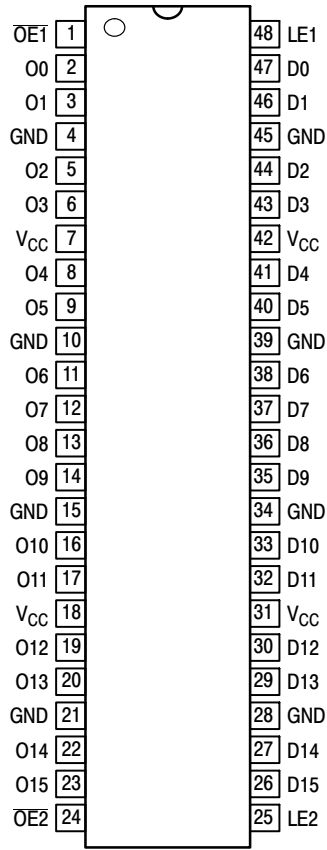 OE1 1 48 LE1
O0 2 47 D0
O1 3 46 D1
GND 4 45 GND
O2 5 44 D2
O3 6 43 D3
VCC 7 42 VCC
O4 8 41 D4
O5 9 40 D5
GND 10 39 GND
O6 11 38 D6
O7 12 37 D7
O8 13 36 D8
O9 14 35 D9
GND 15 34 GND
O10 16 33 D10
O11 17 32 D11
VCC 18 31 VCC
O12 19 30 D12
O13 20 29 D13
GND 21 28 GND
O14 22 27 D14
O15 23 26 D15
OE2 24 25 LE2